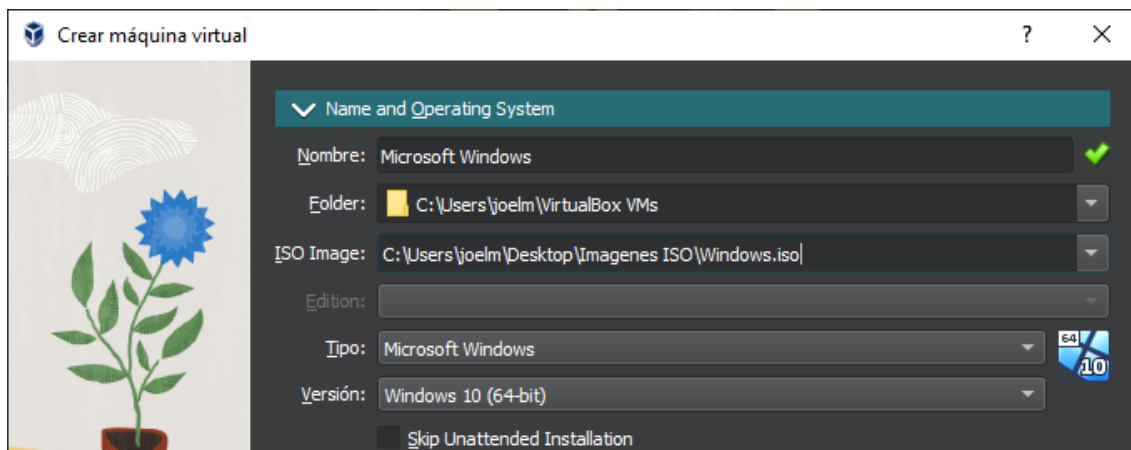 Crear máquina virtual
?
Name and Operating System
Nombre: Microsoft Windows
Folder: C:\Users\joelm\VirtualBox VMs
ISO Image: C:\Users\joelm\Desktop\Imagenes ISO\Windows.iso
Edition:
Tipo: Microsoft Windows
64
10
Versión: Windows 10 (64-bit)
Skip Unattended Installation